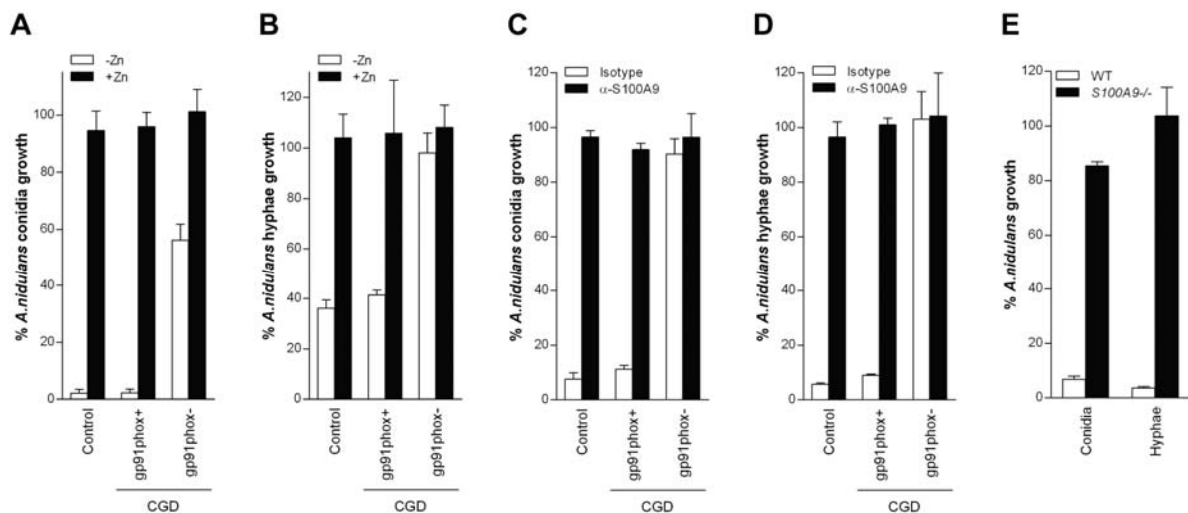 A
-Zn
+Zn
% A.nidulans conidia growth
100
80
60
40
20
0
Control
gp91phox+
gp91phox-
CGD
B
-Zn
+Zn
% A.nidulans hyphae growth
120
100
80
60
40
20
0
Control
gp91phox+
gp91phox-
CGD
C
Isotype
α-S100A9
% A.nidulans conidia growth
120
100
80
60
40
20
0
Control
gp91phox+
gp91phox-
CGD
D
Isotype
α-S100A9
% A.nidulans hyphae growth
120
100
80
60
40
20
0
Control
gp91phox+
gp91phox-
CGD
E
WT
S100A9-/-
% A.nidulans growth
120
100
80
60
40
20
0
Conidia
Hyphae